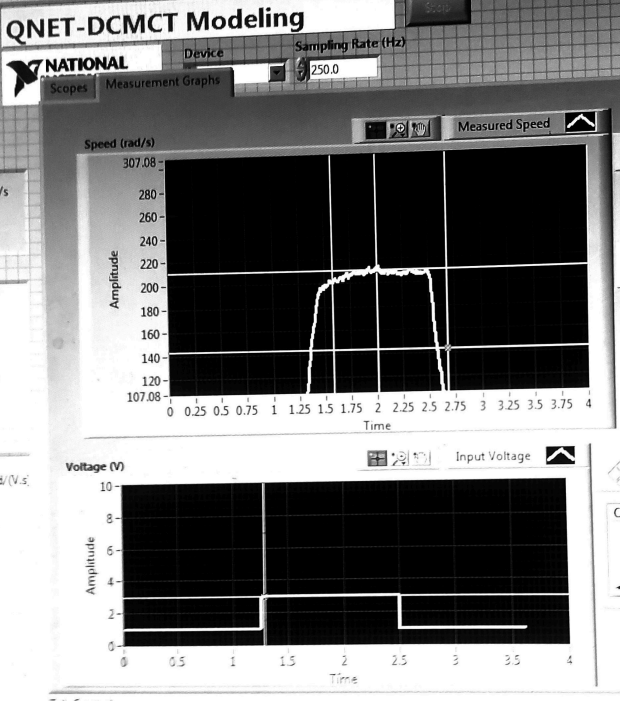 QNET-DCMCT Modeling
Stop
Device
Sampling Rate (Hz)
NATIONAL
250.0
Scopes
Measurement Graphs
Measured Speed
Speed (rad/s)
/s
307.08
280
260
240
220
200
180
160
140
120
107.08
Amplitude
0 0.25 0.5 0.75 1 1.25 1.5 1.75 2 2.25 2.5 2.75 3 3.25 3.5 3.75 4
Time
Voltage (V)
Input Voltage
d/(V.s)
10
8
6
4
2
0
Amplitude
0 0.5 1 1.5 2 2.5 3 3.5 4
Time